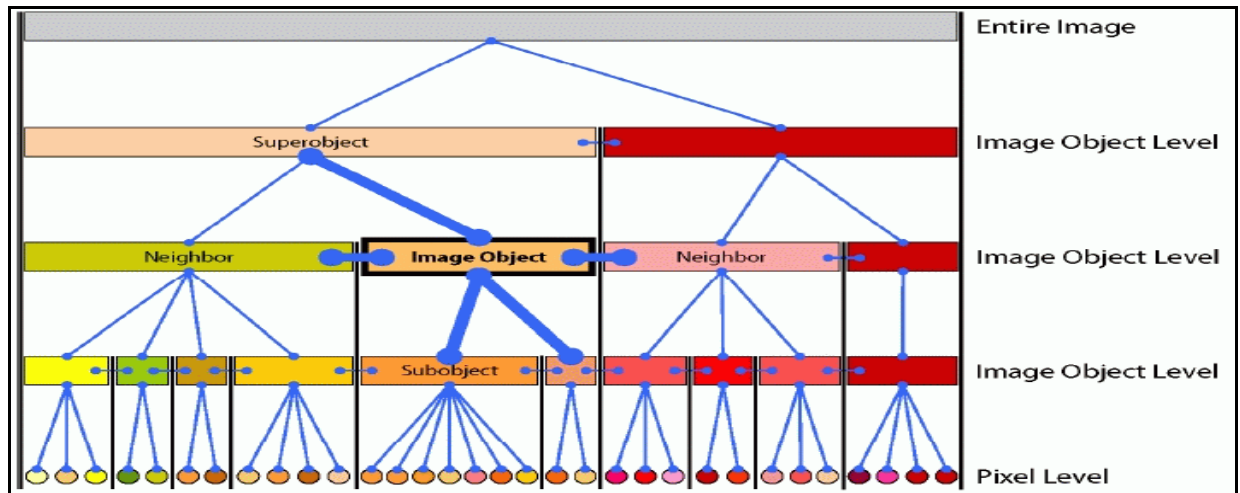 Entire Image
Superobject
Image Object Level
Neighbor
Image Object
Neighbor
Image Object Level
Subobject
Image Object Level
Pixel Level